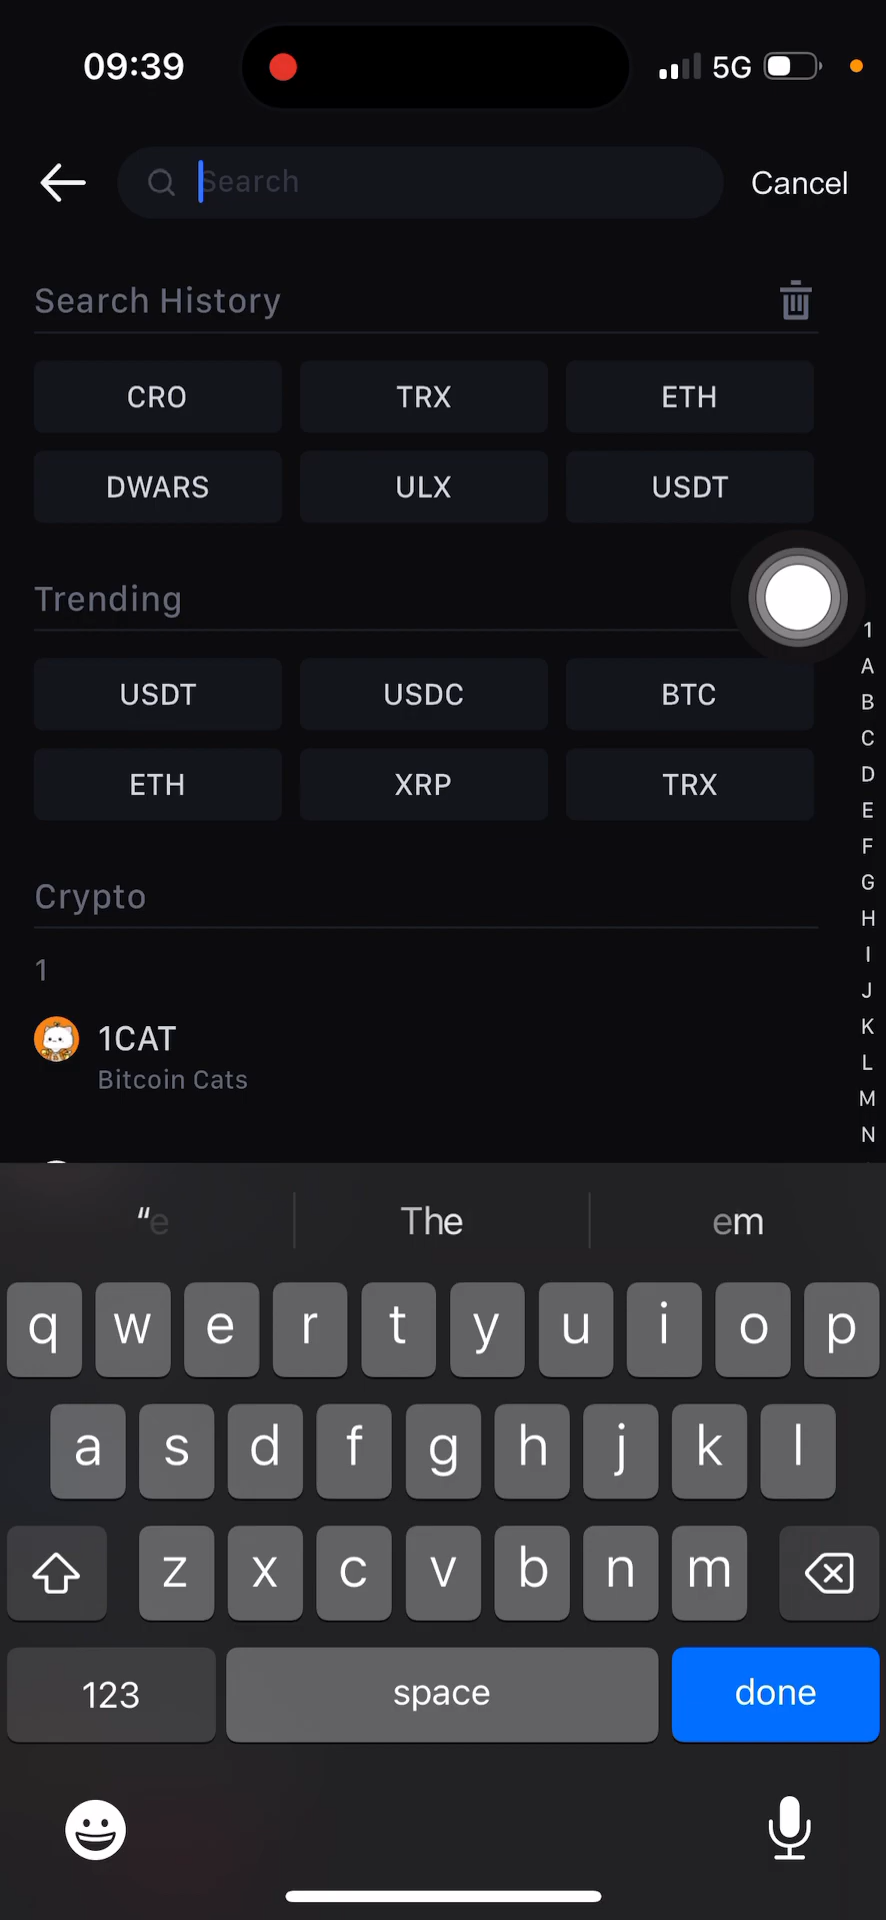 09:39 5G
Search Cancel
Search History
CRO TRX ETH
DWARS ULX USDT
Trending
USDT USDC BTC
ETH XRP TRX
Crypto
1
1CAT
Bitcoin Cats
1
A
B
C
D
E
F
G
H
I
J
K
L
M
N
“e The em
q w e r t y u i o p
a s d f g h j k l
z x c v b n m
123 space done